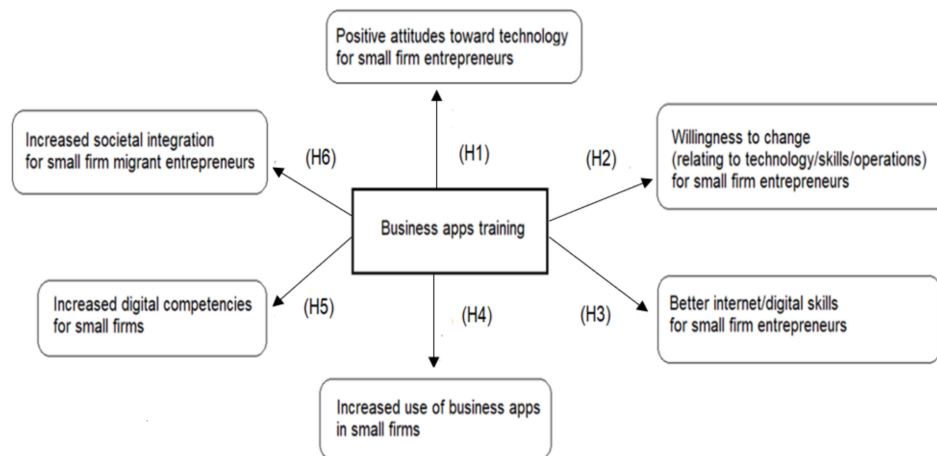 Positive attitudes toward technology
for small firm entrepreneurs
Increased societal integration
for small firm migrant entrepreneurs
(H6)
(H1)
(H2)
Willingness to change
(relating to technology/skills/operations)
for small firm entrepreneurs
Business apps training
Increased digital competencies
for small firms
(H5)
(H4)
(H3)
Better internet/digital skills
for small firm entrepreneurs
Increased use of business apps
in small firms